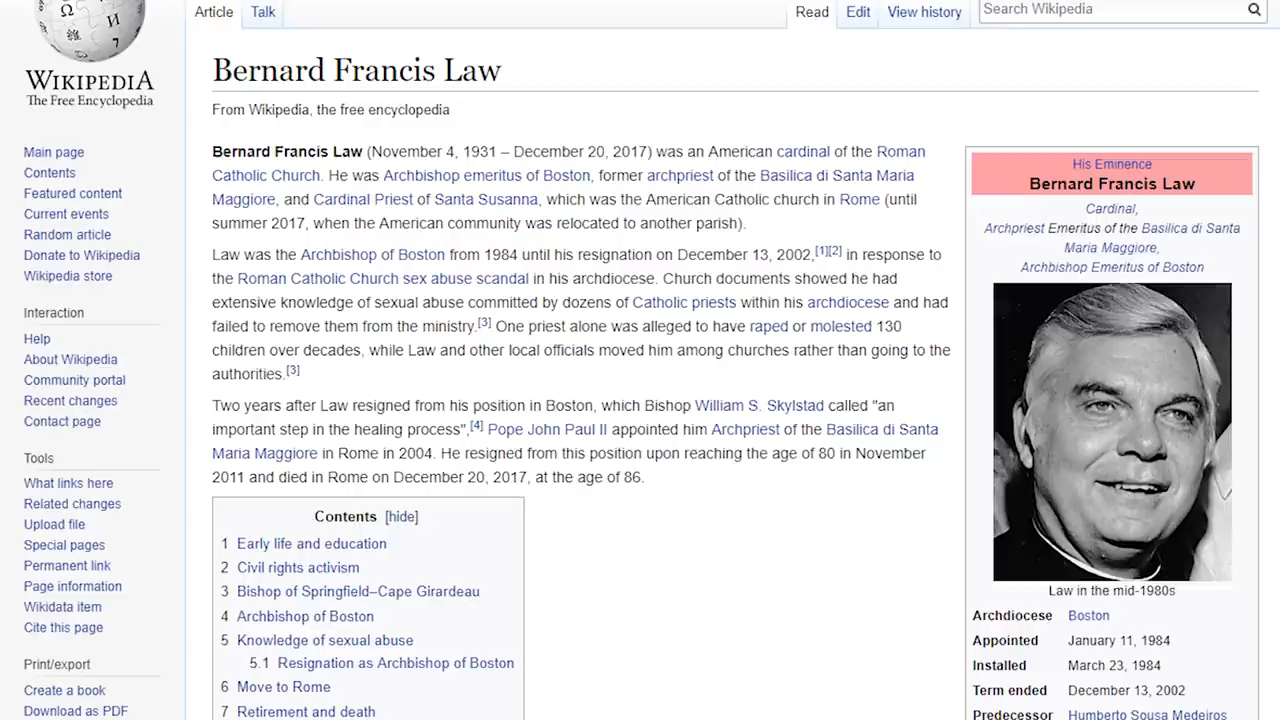 Article
Talk
Read
Edit
View history
Search Wikipedia
WIKIPEDIA
The Free Encyclopedia
Main page
Contents
Featured content
Current events
Random article
Donate to Wikipedia
Wikipedia store
Interaction
Help
About Wikipedia
Community portal
Recent changes
Contact page
Tools
What links here
Related changes
Upload file
Special pages
Permanent link
Page information
Wikidata item
Cite this page
Print/export
Create a book
Download as PDF
Bernard Francis Law
From Wikipedia, the free encyclopedia
Bernard Francis Law (November 4, 1931 – December 20, 2017) was an American cardinal of the Roman
Catholic Church. He was Archbishop emeritus of Boston, former archpriest of the Basilica di Santa Maria
Maggiore, and Cardinal Priest of Santa Susanna, which was the American Catholic church in Rome (until
summer 2017, when the American community was relocated to another parish).
Law was the Archbishop of Boston from 1984 until his resignation on December 13, 2002,[1][2] in response to
the Roman Catholic Church sex abuse scandal in his archdiocese. Church documents showed he had
extensive knowledge of sexual abuse committed by dozens of Catholic priests within his archdiocese and had
failed to remove them from the ministry.[3] One priest alone was alleged to have raped or molested 130
children over decades, while Law and other local officials moved him among churches rather than going to the
authorities.[3]
Two years after Law resigned from his position in Boston, which Bishop William S. Skylstad called "an
important step in the healing process",[4] Pope John Paul II appointed him Archpriest of the Basilica di Santa
Maria Maggiore in Rome in 2004. He resigned from this position upon reaching the age of 80 in November
2011 and died in Rome on December 20, 2017, at the age of 86.
Contents [hide]
1 Early life and education
2 Civil rights activism
3 Bishop of Springfield–Cape Girardeau
4 Archbishop of Boston
5 Knowledge of sexual abuse
5.1 Resignation as Archbishop of Boston
6 Move to Rome
7 Retirement and death
His Eminence
Bernard Francis Law
Cardinal,
Archpriest Emeritus of the Basilica di Santa
Maria Maggiore,
Archbishop Emeritus of Boston
Law in the mid-1980s
Archdiocese Boston
Appointed January 11, 1984
Installed March 23, 1984
Term ended December 13, 2002
Predecessor Humberto Sousa Medeiros